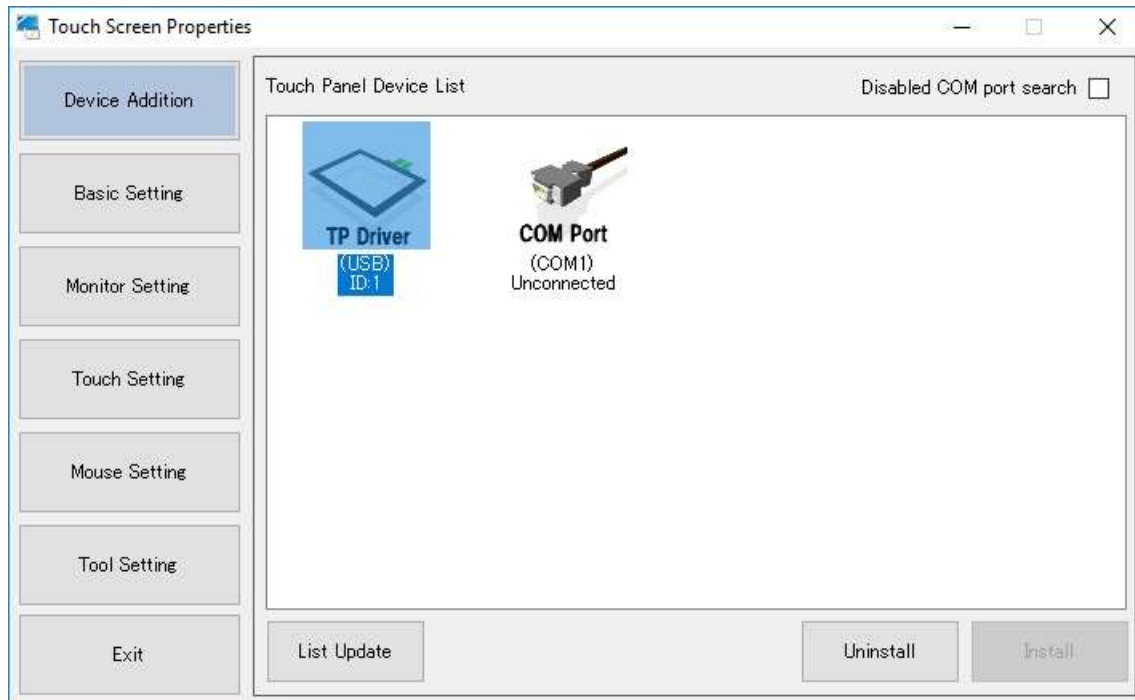 Touch Screen Properties
Device Addition
Basic Setting
Monitor Setting
Touch Setting
Mouse Setting
Tool Setting
Exit
Touch Panel Device List
Disabled COM port search
TP Driver
(USB)
ID:1
COM Port
(COM1)
Unconnected
List Update
Uninstall
Install